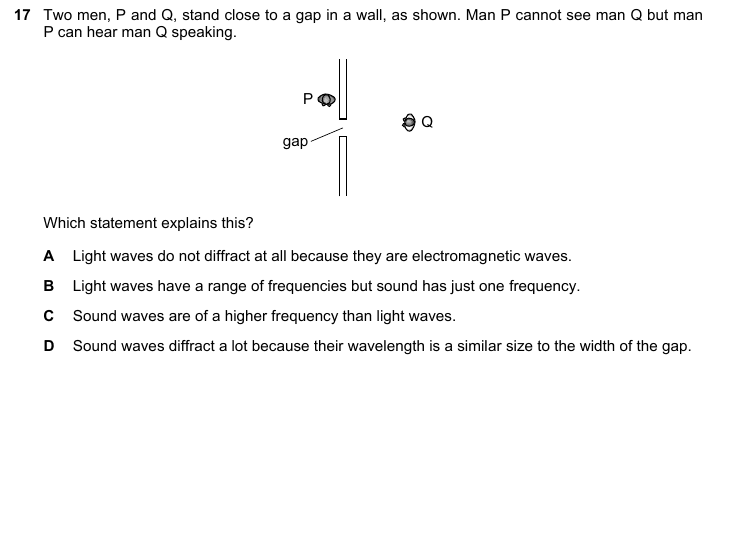 17 Two men, P and Q, stand close to a gap in a wall, as shown. Man P cannot see man Q but man
P can hear man Q speaking.
P
Q
gap
Which statement explains this?
A Light waves do not diffract at all because they are electromagnetic waves.
B Light waves have a range of frequencies but sound has just one frequency.
C Sound waves are of a higher frequency than light waves.
D Sound waves diffract a lot because their wavelength is a similar size to the width of the gap.